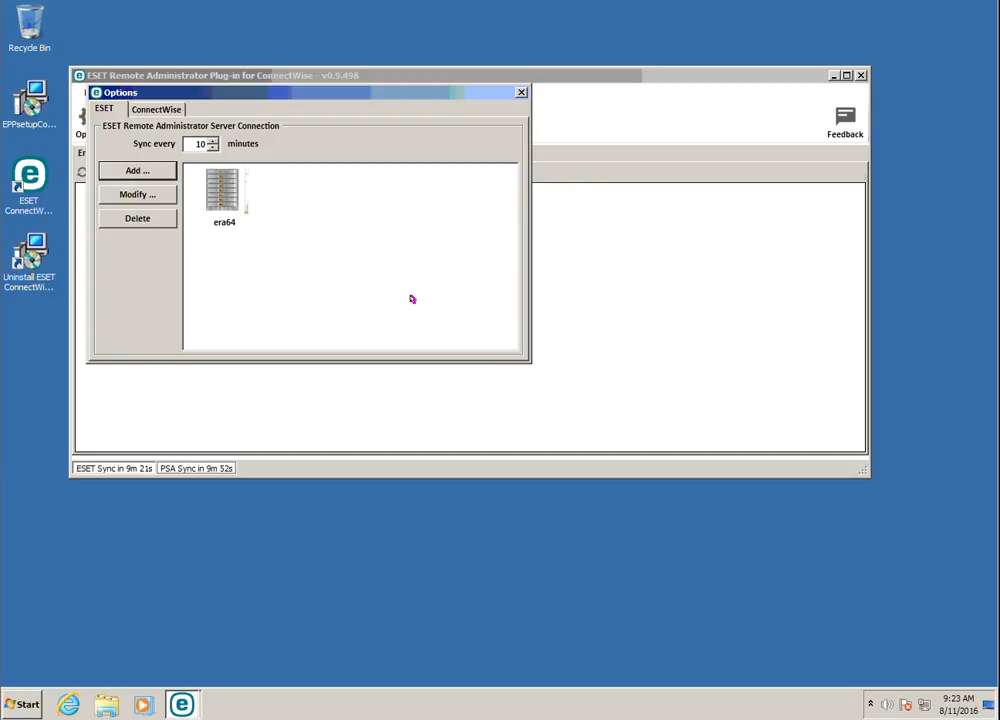 Recycle Bin
EPPsetupCo...
ESET
ConnectW...
Uninstall ESET
ConnectWi...
ESET Remote Administrator Plug-in for ConnectWise - v0.9.498
Options
ESET
ConnectWise
ESET Remote Administrator Server Connection
Sync every 10 minutes
Add ...
Modify ...
Delete
era64
Op
En
Feedback
ESET Sync in 9m 21s
PSA Sync in 9m 52s
Start
9:23 AM
8/11/2016